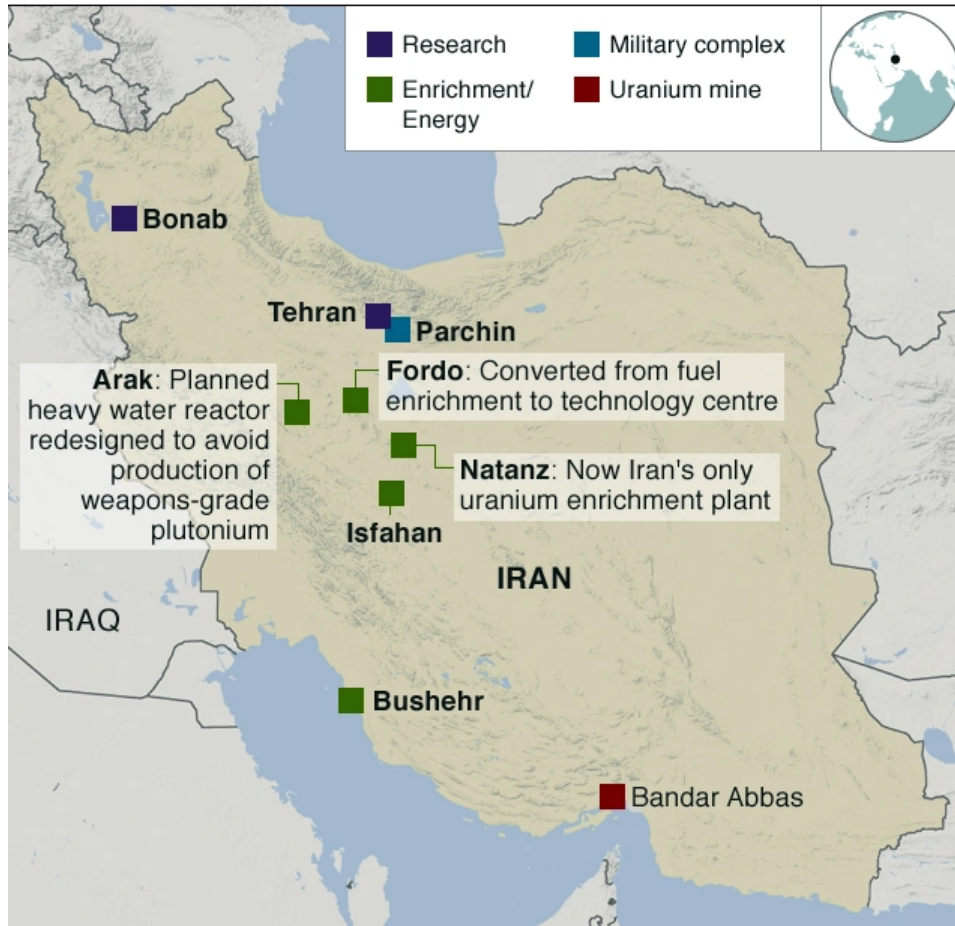 Research
Military complex
Enrichment/
Energy
Uranium mine
Bonab
Tehran
Parchin
Arak: Planned
heavy water reactor
redesigned to avoid
production of
weapons-grade
plutonium
Fordo: Converted from fuel
enrichment to technology centre
Natanz: Now Iran's only
uranium enrichment plant
Isfahan
IRAN
IRAQ
Bushehr
Bandar Abbas